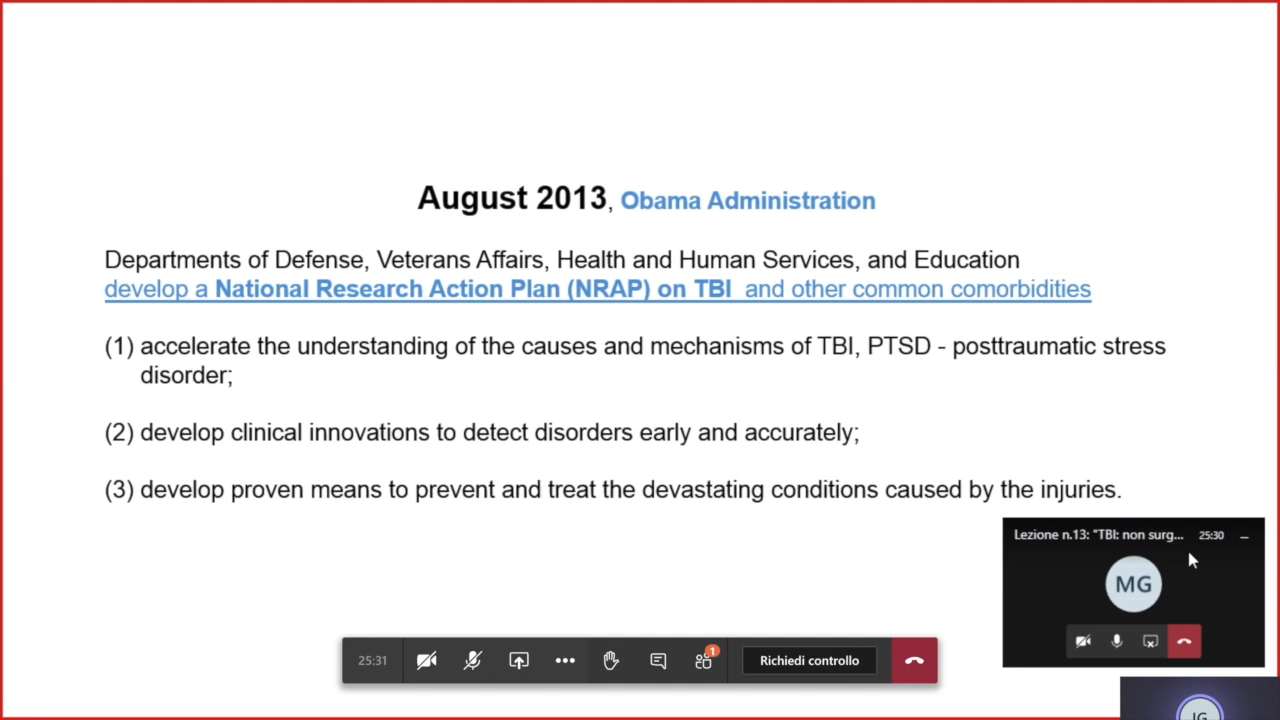 August 2013, Obama Administration
Departments of Defense, Veterans Affairs, Health and Human Services, and Education
develop a National Research Action Plan (NRAP) on TBI and other common comorbidities
(1) accelerate the understanding of the causes and mechanisms of TBI, PTSD - posttraumatic stress
disorder;
(2) develop clinical innovations to detect disorders early and accurately;
(3) develop proven means to prevent and treat the devastating conditions caused by the injuries.
Lezione n.13: "TBI: non surg... 25:30
MG
25:31
1
Richiedi controllo